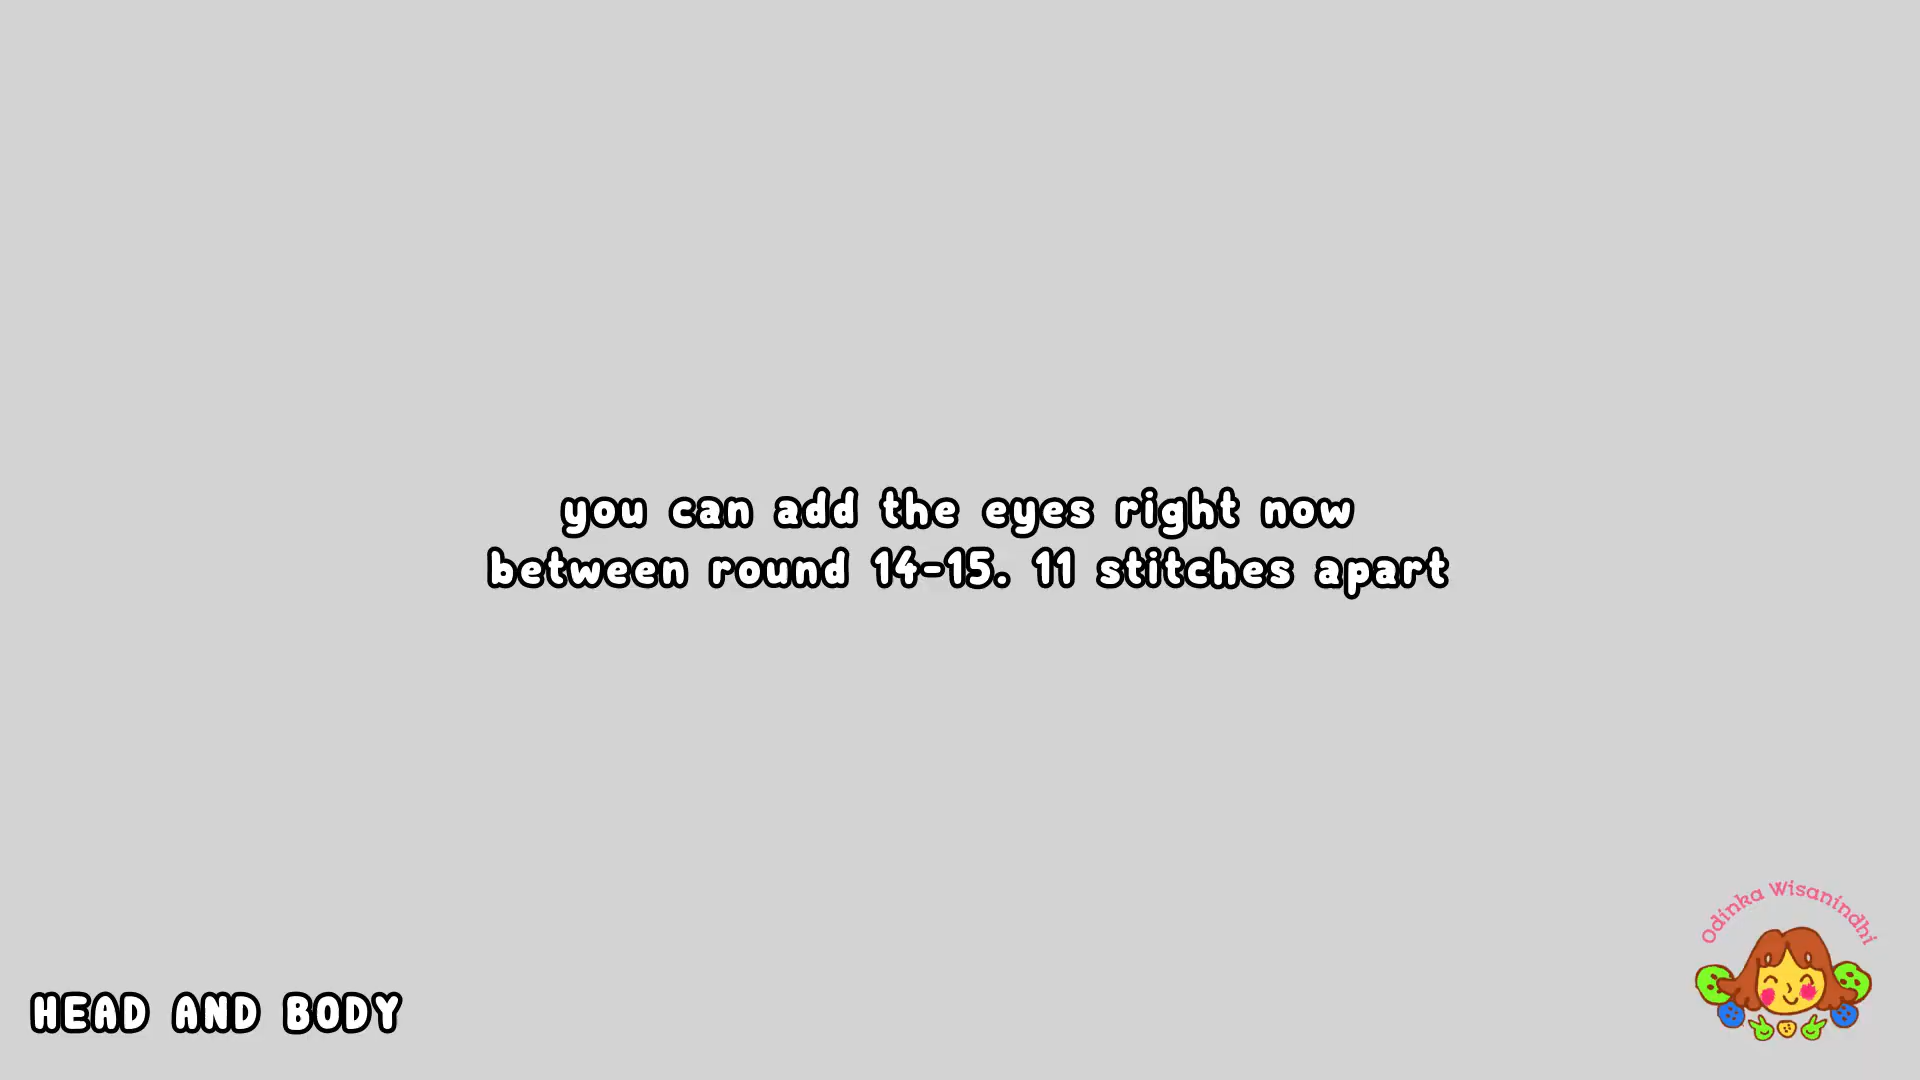 you can add the eyes right now
between round 14-15. 11 stitches apart
Odinka Wisanindhi
HEAD AND BODY